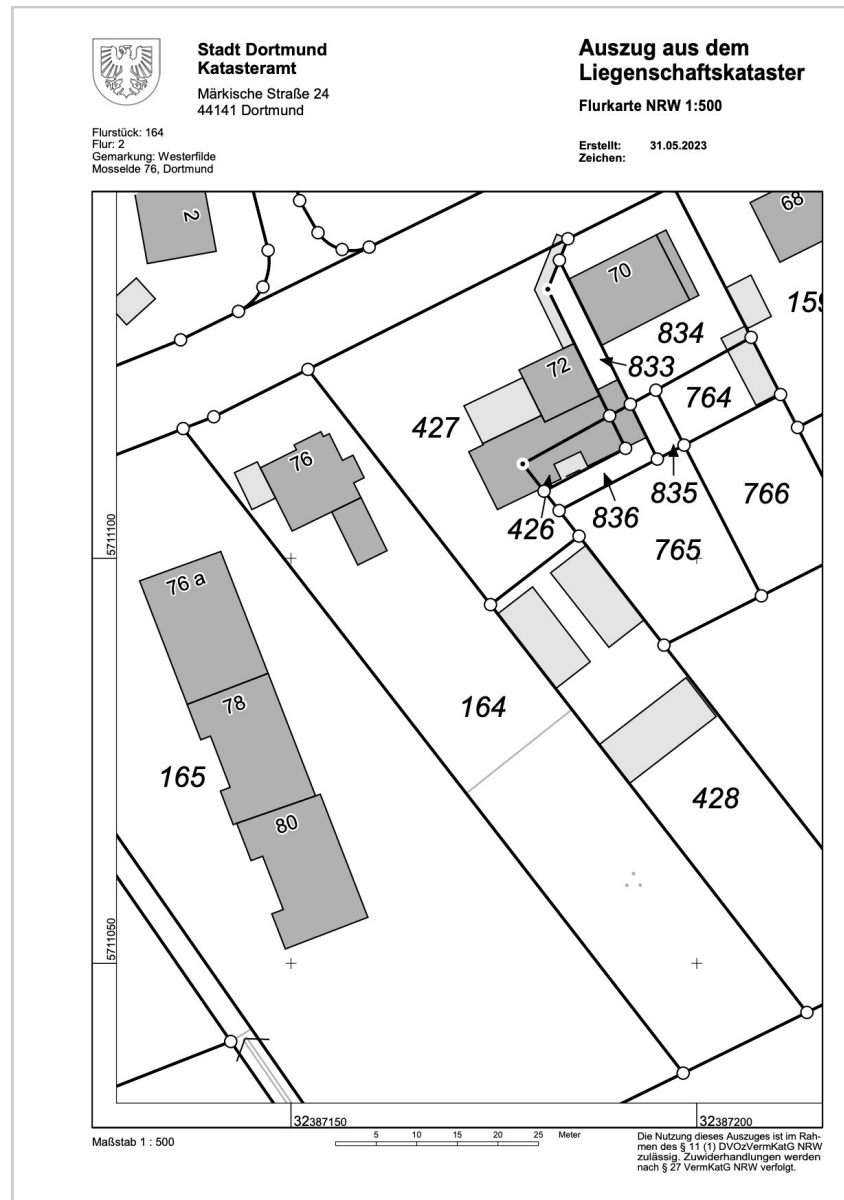 Stadt Dortmund
Katasteramt
Märkische Straße 24
44141 Dortmund
Auszug aus dem
Liegenschaftskataster
Flurkarte NRW 1:500
Flurstück: 164
Flur: 2
Gemarkung: Westerfilde
Mosselde 76, Dortmund
Erstellt: 31.05.2023
Zeichen:
2
68
70
159
834
72
833
764
427
76
835
766
426
836
765
5711100
76 a
78
164
165
428
80
5711050
32387150
32387200
Maßstab 1 : 500
5 10 15 20 25 Meter
Die Nutzung dieses Auszuges ist im Rah-
men des § 11 (1) DVOzVermKatG NRW
zulässig. Zuwiderhandlungen werden
nach § 27 VermKatG NRW verfolgt.